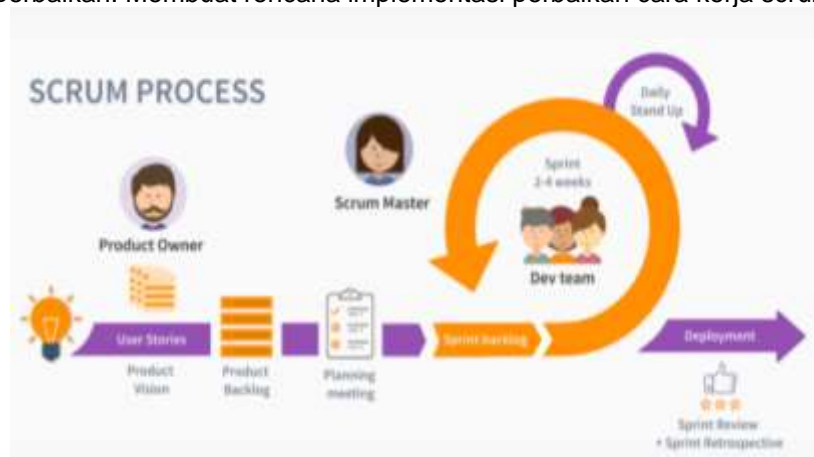 perbaikan. Membuat rencana implementasi perbaikan cara kerja
SCRUM PROCESS
Daily
Stand Up
Sprint
2-4 weeks
Scrum Master
Product Owner
Dev team
User Stories
Sprint Backlog
Deployment
Product
Vision
Product
Backlog
Planning
meeting
Sprint Review
+ Sprint Retrospective